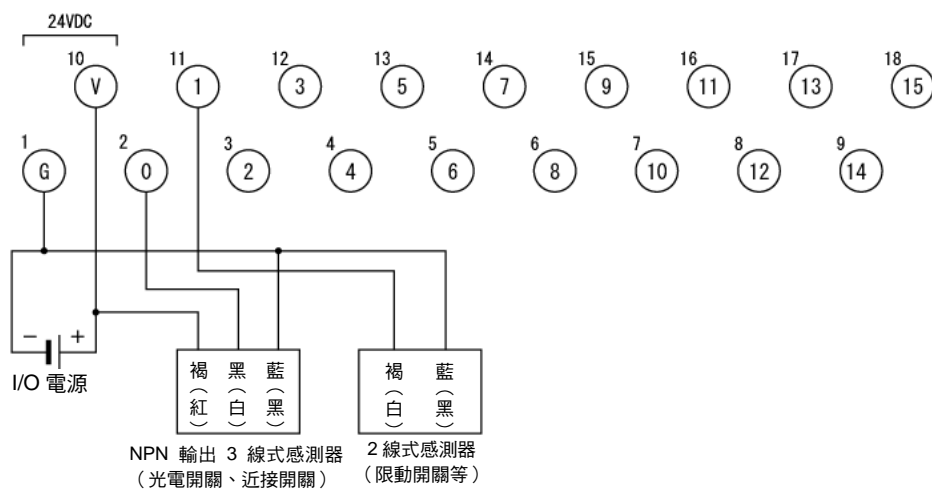 24VDC
10 11 12 13 14 15 16 17 18
V 1 3 5 7 9 11 13 15
1 2 3 4 5 6 7 8 9
G 0 2 4 6 8 10 12 14
− +
I/O 電源
褐(紅) 黑(白) 藍(黑)
褐(白) 藍(黑)
NPN 輸出 3 線式感測器
(光電開關、近接開關)
2 線式感測器
(限動開關等)